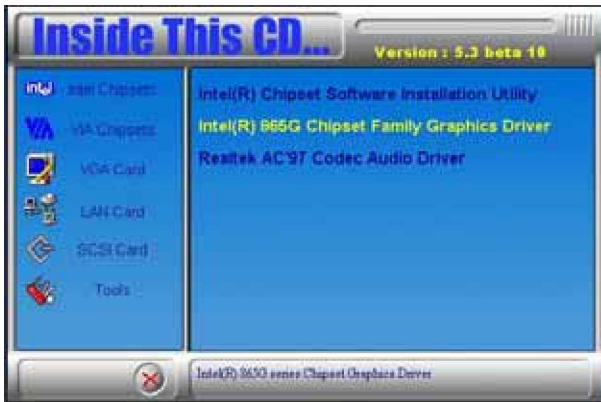 Inside This CD...
Version : 5.3 beta 10
intel Intel Chipsets
VIA VIA Chipsets
VGA Card
LAN Card
SCSI Card
Tools
Intel(R) Chipset Software Installation Utility
Intel(R) 865G Chipset Family Graphics Driver
Realtek AC'97 Codec Audio Driver
Intel(R) 865G series Chipset Graphics Driver